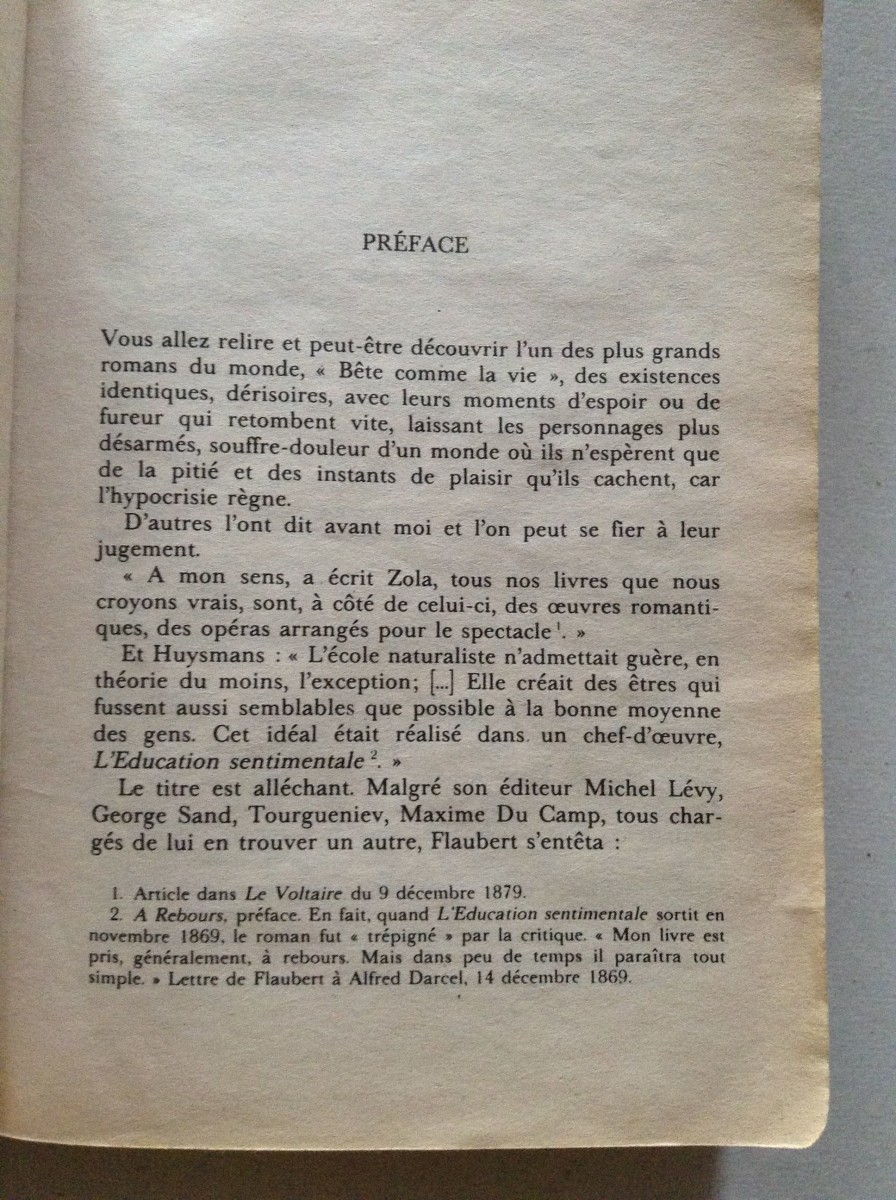 PRÉFACE
Vous allez relire et peut-être découvrir l'un des plus grands
romans du monde, « Bête comme la vie », des existences
identiques, dérisoires, avec leurs moments d'espoir ou de
fureur qui retombent vite, laissant les personnages plus
désarmés, souffre-douleur d'un monde où ils n'espèrent que
de la pitié et des instants de plaisir qu'ils cachent, car
l'hypocrisie règne.
D'autres l'ont dit avant moi et l'on peut se fier à leur
jugement.
« A mon sens, a écrit Zola, tous nos livres que nous
croyons vrais, sont, à côté de celui-ci, des œuvres romanti-
ques, des opéras arrangés pour le spectacle¹. »
Et Huysmans : « L'école naturaliste n'admettait guère, en
théorie du moins, l'exception; [...] Elle créait des êtres qui
fussent aussi semblables que possible à la bonne moyenne
des gens. Cet idéal était réalisé dans un chef-d'œuvre,
L'Education sentimentale². »
Le titre est alléchant. Malgré son éditeur Michel Lévy,
George Sand, Tourgueniev, Maxime Du Camp, tous char-
gés de lui en trouver un autre, Flaubert s'entêta :
1. Article dans Le Voltaire du 9 décembre 1879.
2. A Rebours, préface. En fait, quand L'Education sentimentale sortit en
novembre 1869, le roman fut « trépigné » par la critique. « Mon livre est
pris, généralement, à rebours. Mais dans peu de temps il paraîtra tout
simple. » Lettre de Flaubert à Alfred Darcel, 14 décembre 1869.